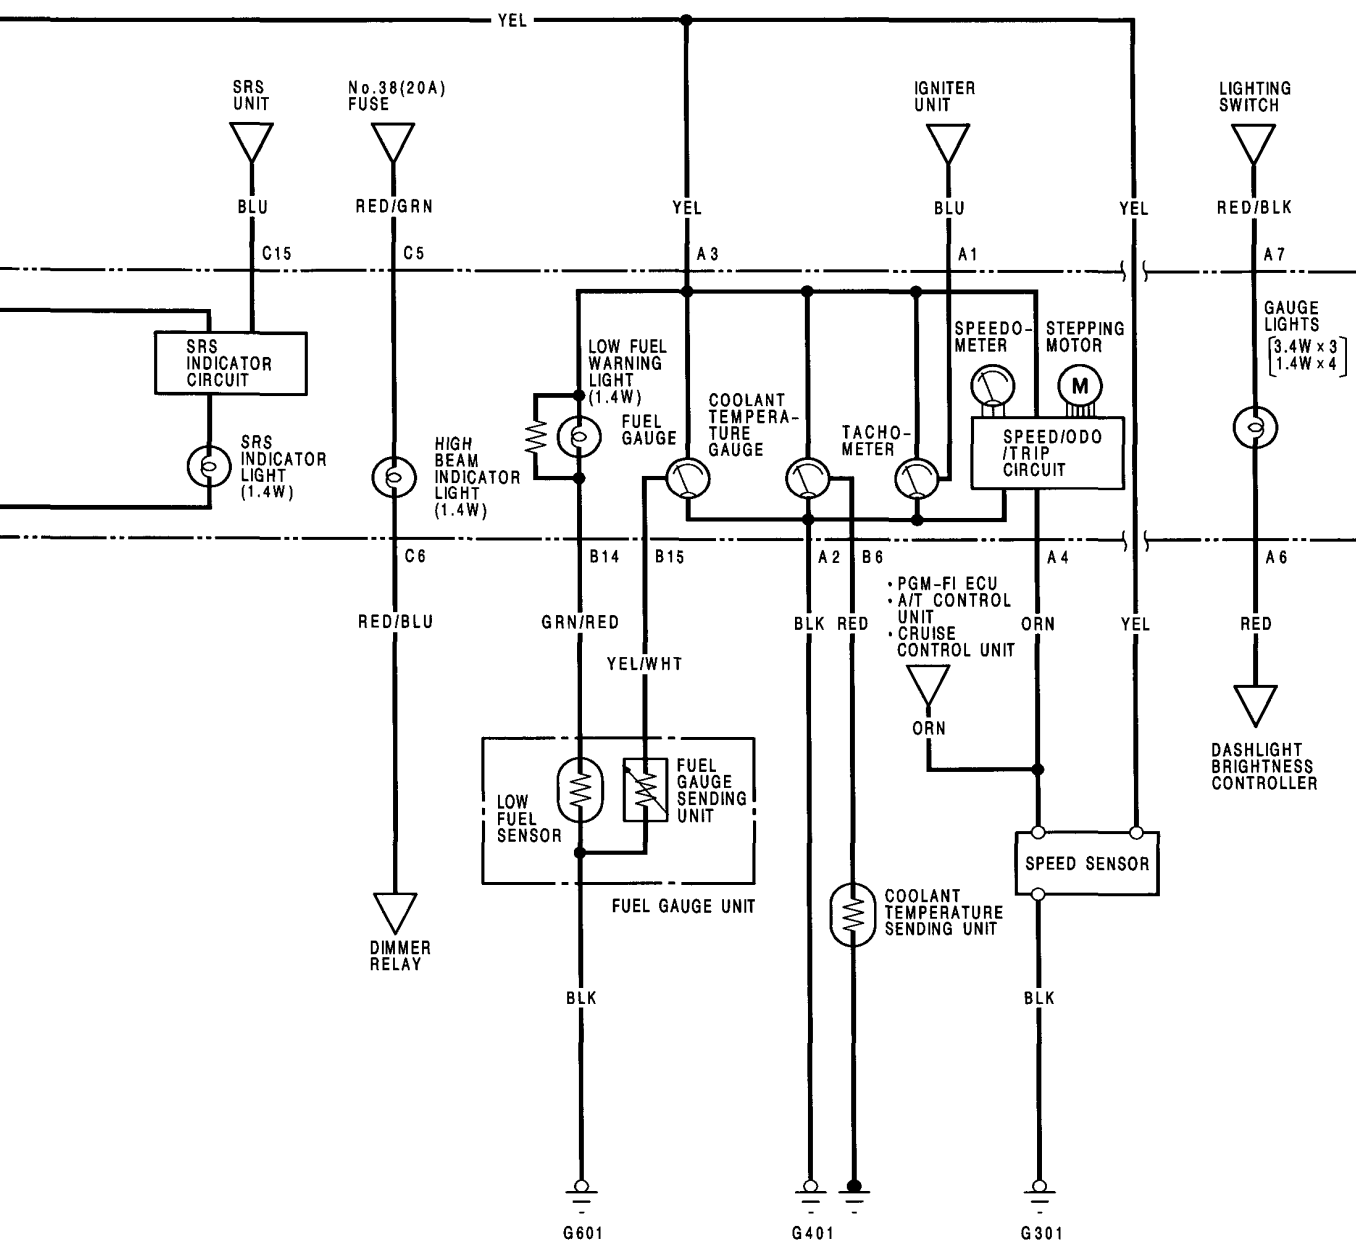 YEL
SRS
UNIT
No.38(20A)
FUSE
IGNITER
UNIT
LIGHTING
SWITCH
BLU
RED/GRN
YEL
BLU
YEL
RED/BLK
C15
C5
A3
A1
A7
SRS
INDICATOR
CIRCUIT
SRS
INDICATOR
LIGHT
(1.4W)
HIGH
BEAM
INDICATOR
LIGHT
(1.4W)
LOW FUEL
WARNING
LIGHT
(1.4W)
FUEL
GAUGE
COOLANT
TEMPERA-
TURE
GAUGE
TACHO-
METER
SPEEDO-
METER
STEPPING
MOTOR
M
SPEED/ODO
/TRIP
CIRCUIT
GAUGE
LIGHTS
[3.4W×3
1.4W×4]
C6
B14
B15
A2
B6
A4
A6
RED/BLU
GRN/RED
YEL/WHT
BLK
RED
• PGM-FI ECU
• A/T CONTROL
UNIT
• CRUISE
CONTROL UNIT
ORN
YEL
RED
ORN
DASHLIGHT
BRIGHTNESS
CONTROLLER
LOW
FUEL
SENSOR
FUEL
GAUGE
SENDING
UNIT
FUEL GAUGE UNIT
SPEED SENSOR
COOLANT
TEMPERATURE
SENDING UNIT
DIMMER
RELAY
BLK
BLK
G601
G401
G301